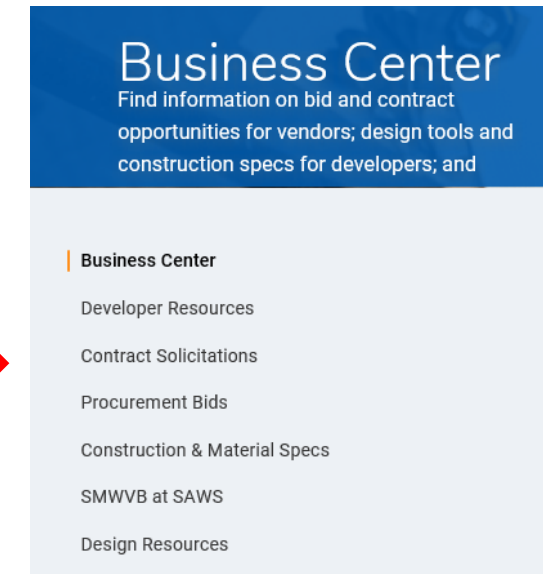 Business Center
Find information on bid and contract
opportunities for vendors; design tools and
construction specs for developers; and
Business Center
Developer Resources
Contract Solicitations
Procurement Bids
Construction & Material Specs
SMWVB at SAWS
Design Resources